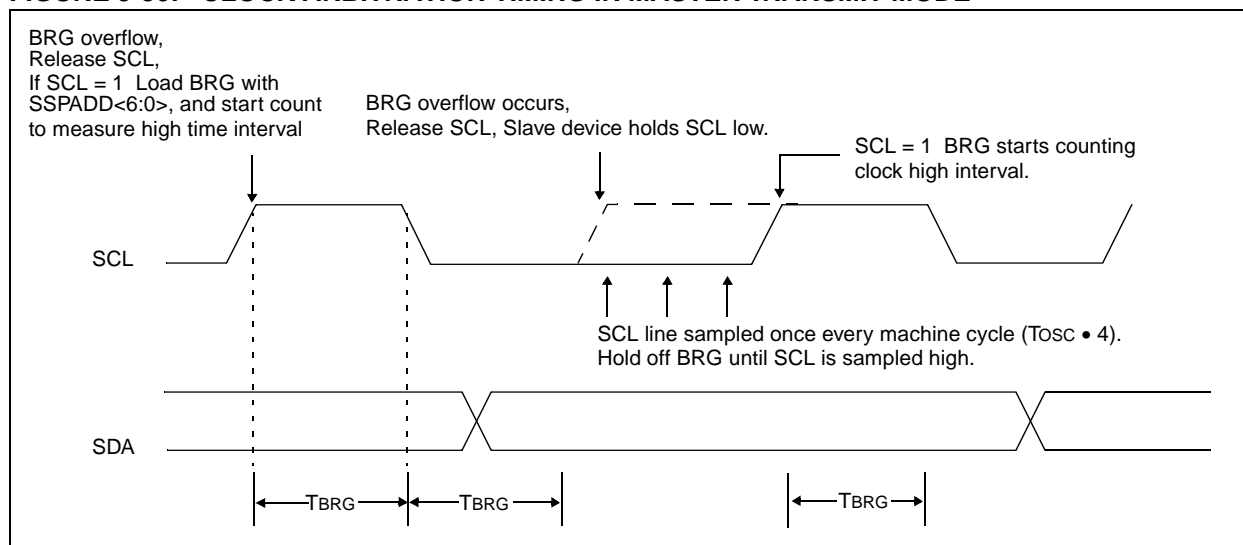 BRG overflow,
Release SCL,
If SCL = 1 Load BRG with
SSPADD<6:0>, and start count
to measure high time interval
BRG overflow occurs,
Release SCL, Slave device holds SCL low.
SCL = 1 BRG starts counting
clock high interval.
SCL
SCL line sampled once every machine cycle (TOSC • 4).
Hold off BRG until SCL is sampled high.
SDA
TBRG
TBRG
TBRG